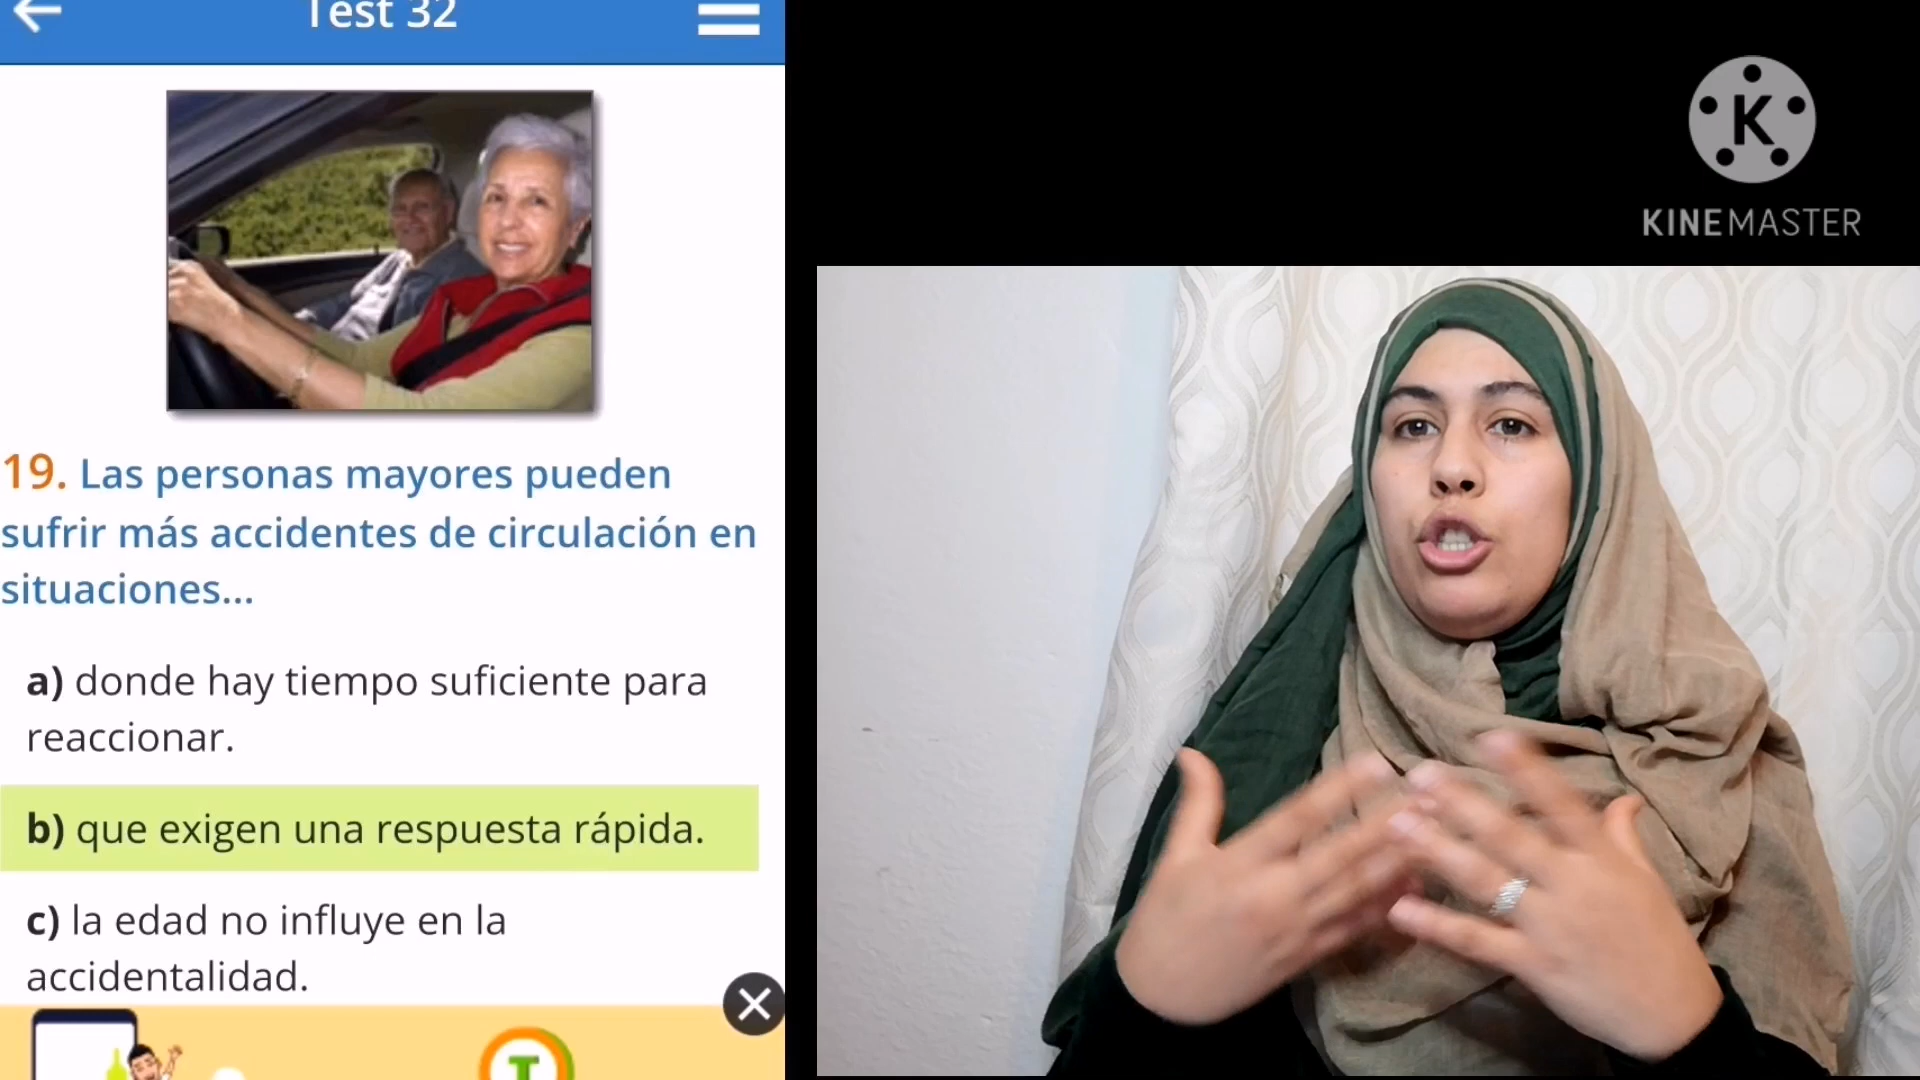 Test 32
19. Las personas mayores pueden
sufrir más accidentes de circulación en
situaciones...
a) donde hay tiempo suficiente para
reaccionar.
b) que exigen una respuesta rápida.
c) la edad no influye en la
accidentalidad.
T
K
KINEMASTER